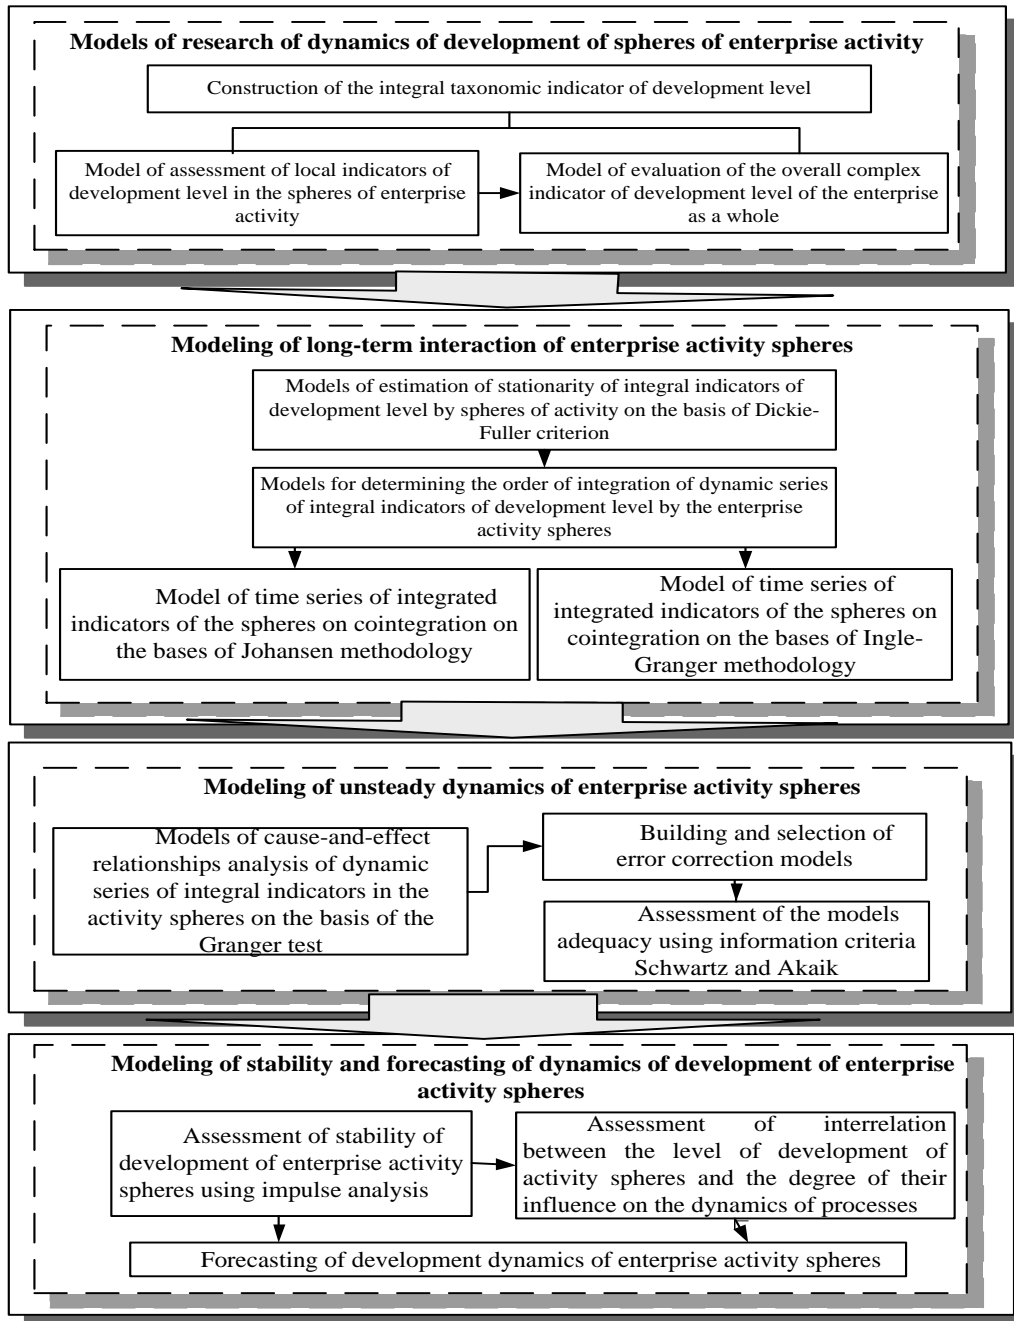 Models of research of dynamics of development of spheres of enterprise activity
Construction of the integral taxonomic indicator of development level
Model of assessment of local indicators of
development level in the spheres of enterprise
activity
Model of evaluation of the overall complex
indicator of development level of the enterprise
as a whole
Modeling of long-term interaction of enterprise activity spheres
Models of estimation of stationarity of integral indicators of
development level by spheres of activity on the basis of Dickie-
Fuller criterion
Models for determining the order of integration of dynamic series
of integral indicators of development level by the enterprise
activity spheres
Model of time series of integrated
indicators of the spheres on cointegration on
the bases of Johansen methodology
Model of time series of
integrated indicators of the spheres on
cointegration on the bases of Ingle-
Granger methodology
Modeling of unsteady dynamics of enterprise activity spheres
Models of cause-and-effect
relationships analysis of dynamic
series of integral indicators in the
activity spheres on the basis of the
Granger test
Building and selection of
error correction models
Assessment of the models
adequacy using information criteria
Schwartz and Akaik
Modeling of stability and forecasting of dynamics of development of enterprise
activity spheres
Assessment of stability of
development of enterprise activity
spheres using impulse analysis
Assessment of interrelation
between the level of development of
activity spheres and the degree of their
influence on the dynamics of processes
Forecasting of development dynamics of enterprise activity spheres